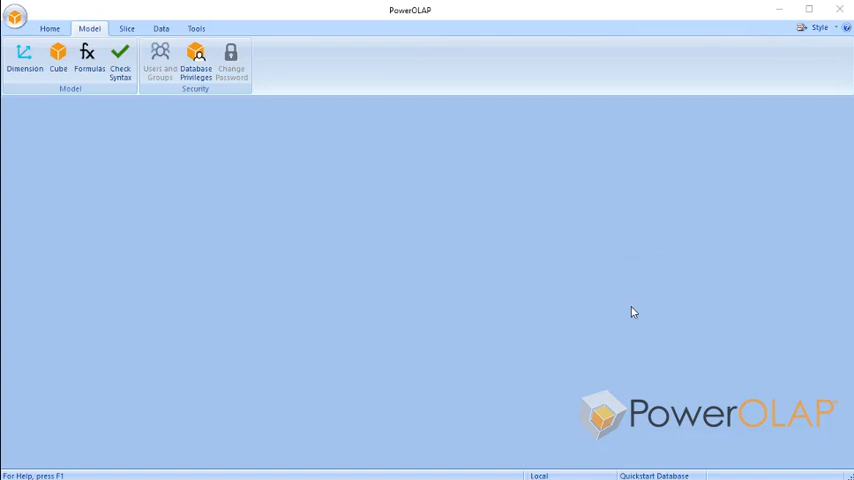 PowerOLAP
Home Model Slice Data Tools Style
Dimension Cube Formulas Check Syntax Users and Groups Database Privileges Change Password
Model Security
PowerOLAP
For Help, press F1 Local Quickstart Database